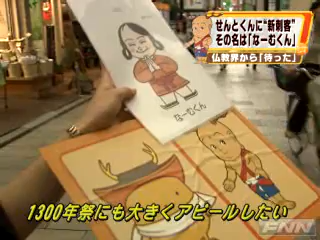 せんとくんに"新刺客"
その名は「なーむくん」
仏教界から「待った」
なーむくん
1300年祭にも大きくアピールしたい
FNN